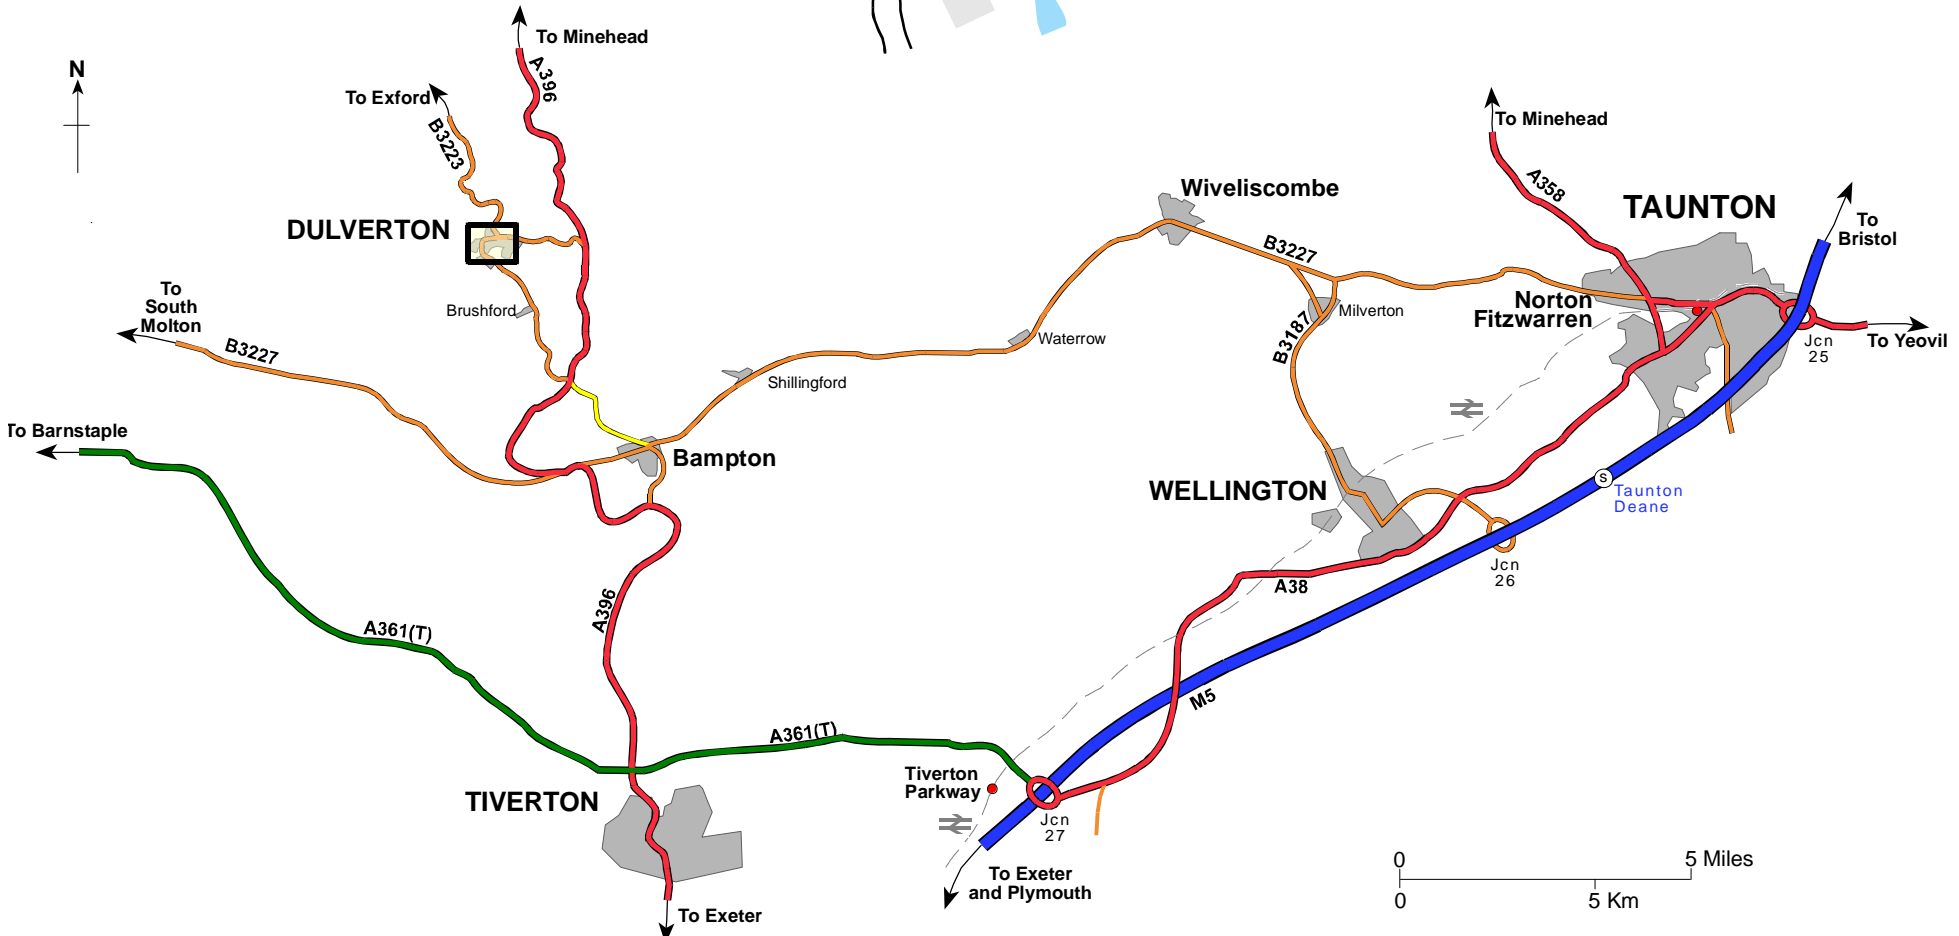 To Minehead
A396
N
To Exford
B3223
To Minehead
A358
DULVERTON
Wiveliscombe
TAUNTON
To
Bristol
B3227
To
South
Molton
Brushford
Norton
Fitzwarren
Milverton
B3187
Waterrow
Jcn
25
To Yeovil
B3227
Shillingford
To Barnstaple
Bampton
WELLINGTON
S
Taunton
Deane
Jcn
26
A38
A396
A361(T)
M5
A361(T)
Tiverton
Parkway
TIVERTON
Jcn
27
To Exeter
and Plymouth
To Exeter
0
5 Miles
0
5 Km